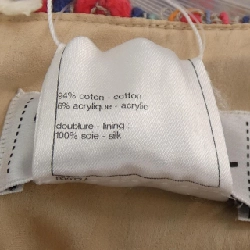 94% coton - cotton
6% acrylique - acrylic
doublure - lining :
100% soie - silk